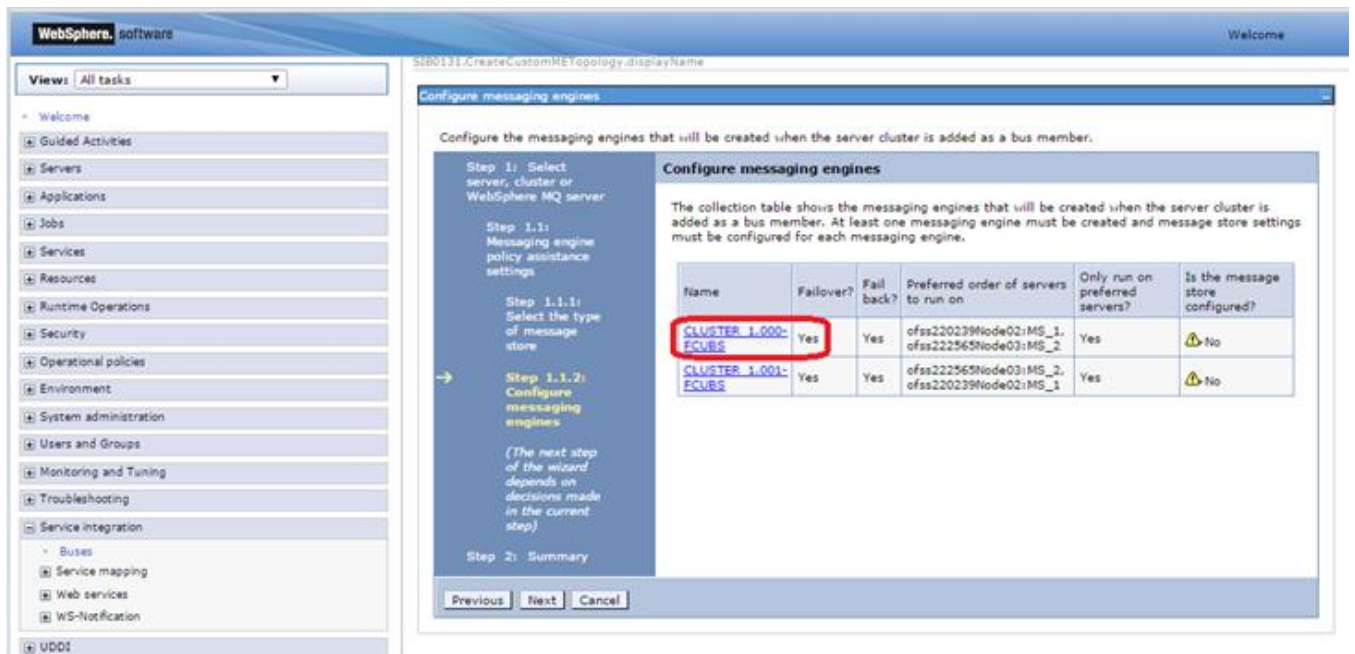 WebSphere. software
Welcome
View: All tasks
SIB0131.CreateCustomMETopology.displayName
Welcome
Guided Activities
Servers
Applications
Jobs
Services
Resources
Runtime Operations
Security
Operational policies
Environment
System administration
Users and Groups
Monitoring and Tuning
Troubleshooting
Service integration
Buses
Service mapping
Web services
WS-Notification
UDDI
Configure messaging engines
Configure the messaging engines that will be created when the server cluster is added as a bus member.
Step 1: Select
server, cluster or
WebSphere MQ server
Step 1.1:
Messaging engine
policy assistance
settings
Step 1.1.1:
Select the type
of message
store
Step 1.1.2:
Configure
messaging
engines
(The next step
of the wizard
depends on
decisions made
in the current
step)
Step 2: Summary
Configure messaging engines
The collection table shows the messaging engines that will be created when the server cluster is
added as a bus member. At least one messaging engine must be created and message store settings
must be configured for each messaging engine.
Name Failover? Fail back? Preferred order of servers to run on Only run on preferred servers? Is the message store configured?
CLUSTER_1.000- Yes Yes ofss220239Node02:MS_1, Yes No
FCUBS ofss222565Node03:MS_2
CLUSTER_1.001- Yes Yes ofss222565Node03:MS_2, Yes No
FCUBS ofss220239Node02:MS_1
Previous Next Cancel